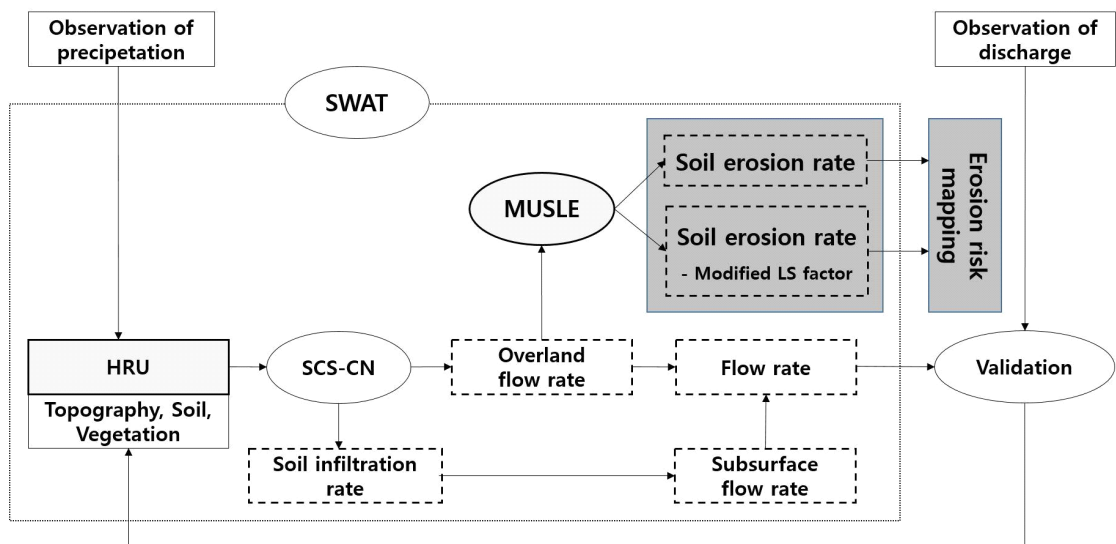 Observation of
precipetation
Observation of
discharge
SWAT
Soil erosion rate
MUSLE
Soil erosion rate
- Modified LS factor
Erosion risk
mapping
HRU
Topography, Soil,
Vegetation
SCS-CN
Overland
flow rate
Flow rate
Validation
Soil infiltration
rate
Subsurface
flow rate